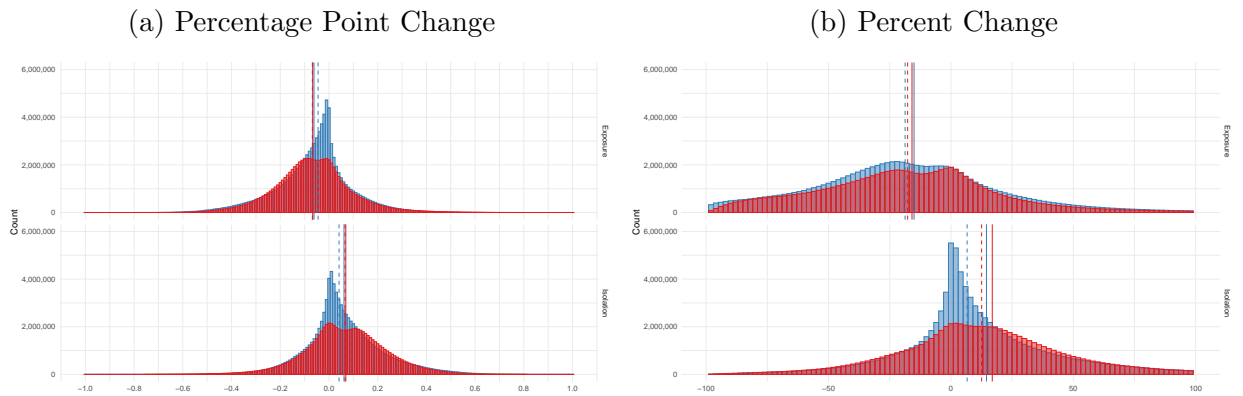 (a) Percentage Point Change
6,000,000
4,000,000
2,000,000
0
Exposure
Count
6,000,000
4,000,000
2,000,000
0
Isolation
−1.0 −0.8 −0.6 −0.4 −0.2 0.0 0.2 0.4 0.6 0.8 1.0
(b) Percent Change
6,000,000
4,000,000
2,000,000
0
Exposure
Count
6,000,000
4,000,000
2,000,000
0
Isolation
−100 −50 0 50 100